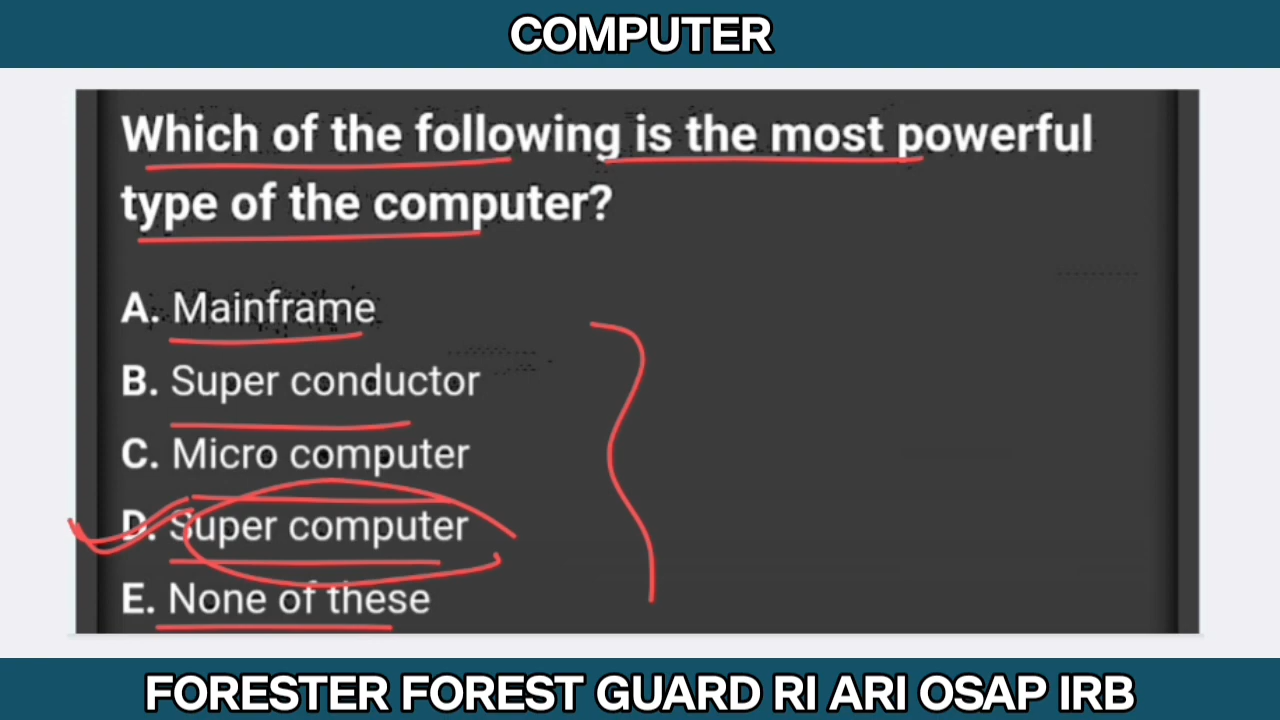 COMPUTER
Which of the following is the most powerful
type of the computer?
A. Mainframe
B. Super conductor
C. Micro computer
D. Super computer
E. None of these
FORESTER FOREST GUARD RI ARI OSAP IRB